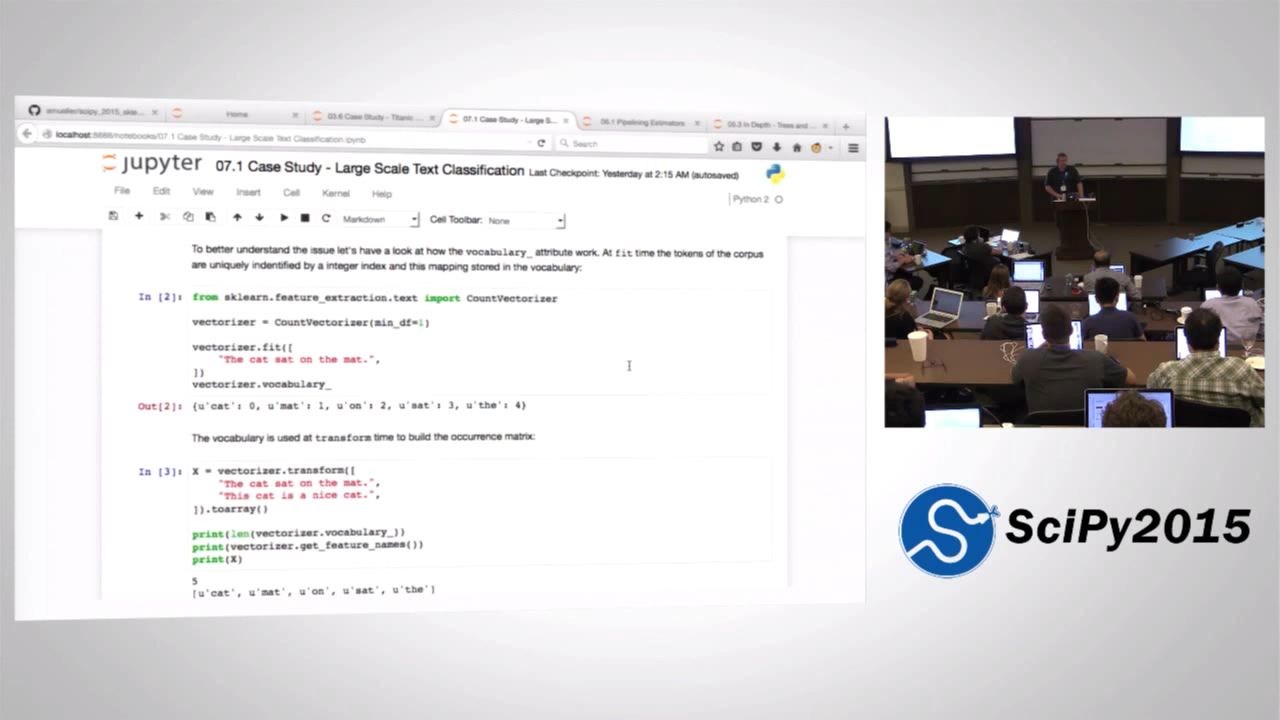 amueller/scipy_2015_skle...
Home
03.6 Case Study - Titanic ...
07.1 Case Study - Large S...
06.1 Pipelining Estimators
05.3 In Depth - Trees and ...
localhost:8888/notebooks/07.1 Case Study - Large Scale Text Classification.ipynb
Search
jupyter 07.1 Case Study - Large Scale Text Classification Last Checkpoint: Yesterday at 2:15 AM (autosaved)
File Edit View Insert Cell Kernel Help
Python 2
Markdown Cell Toolbar: None
To better understand the issue let's have a look at how the vocabulary_ attribute work. At fit time the tokens of the corpus
are uniquely indentified by a integer index and this mapping stored in the vocabulary:
In [2]: from sklearn.feature_extraction.text import CountVectorizer
vectorizer = CountVectorizer(min_df=1)
vectorizer.fit([
"The cat sat on the mat.",
])
vectorizer.vocabulary_
Out[2]: {u'cat': 0, u'mat': 1, u'on': 2, u'sat': 3, u'the': 4}
The vocabulary is used at transform time to build the occurrence matrix:
In [3]: X = vectorizer.transform([
"The cat sat on the mat.",
"This cat is a nice cat.",
]).toarray()
print(len(vectorizer.vocabulary_))
print(vectorizer.get_feature_names())
print(X)
5
[u'cat', u'mat', u'on', u'sat', u'the']
SciPy2015